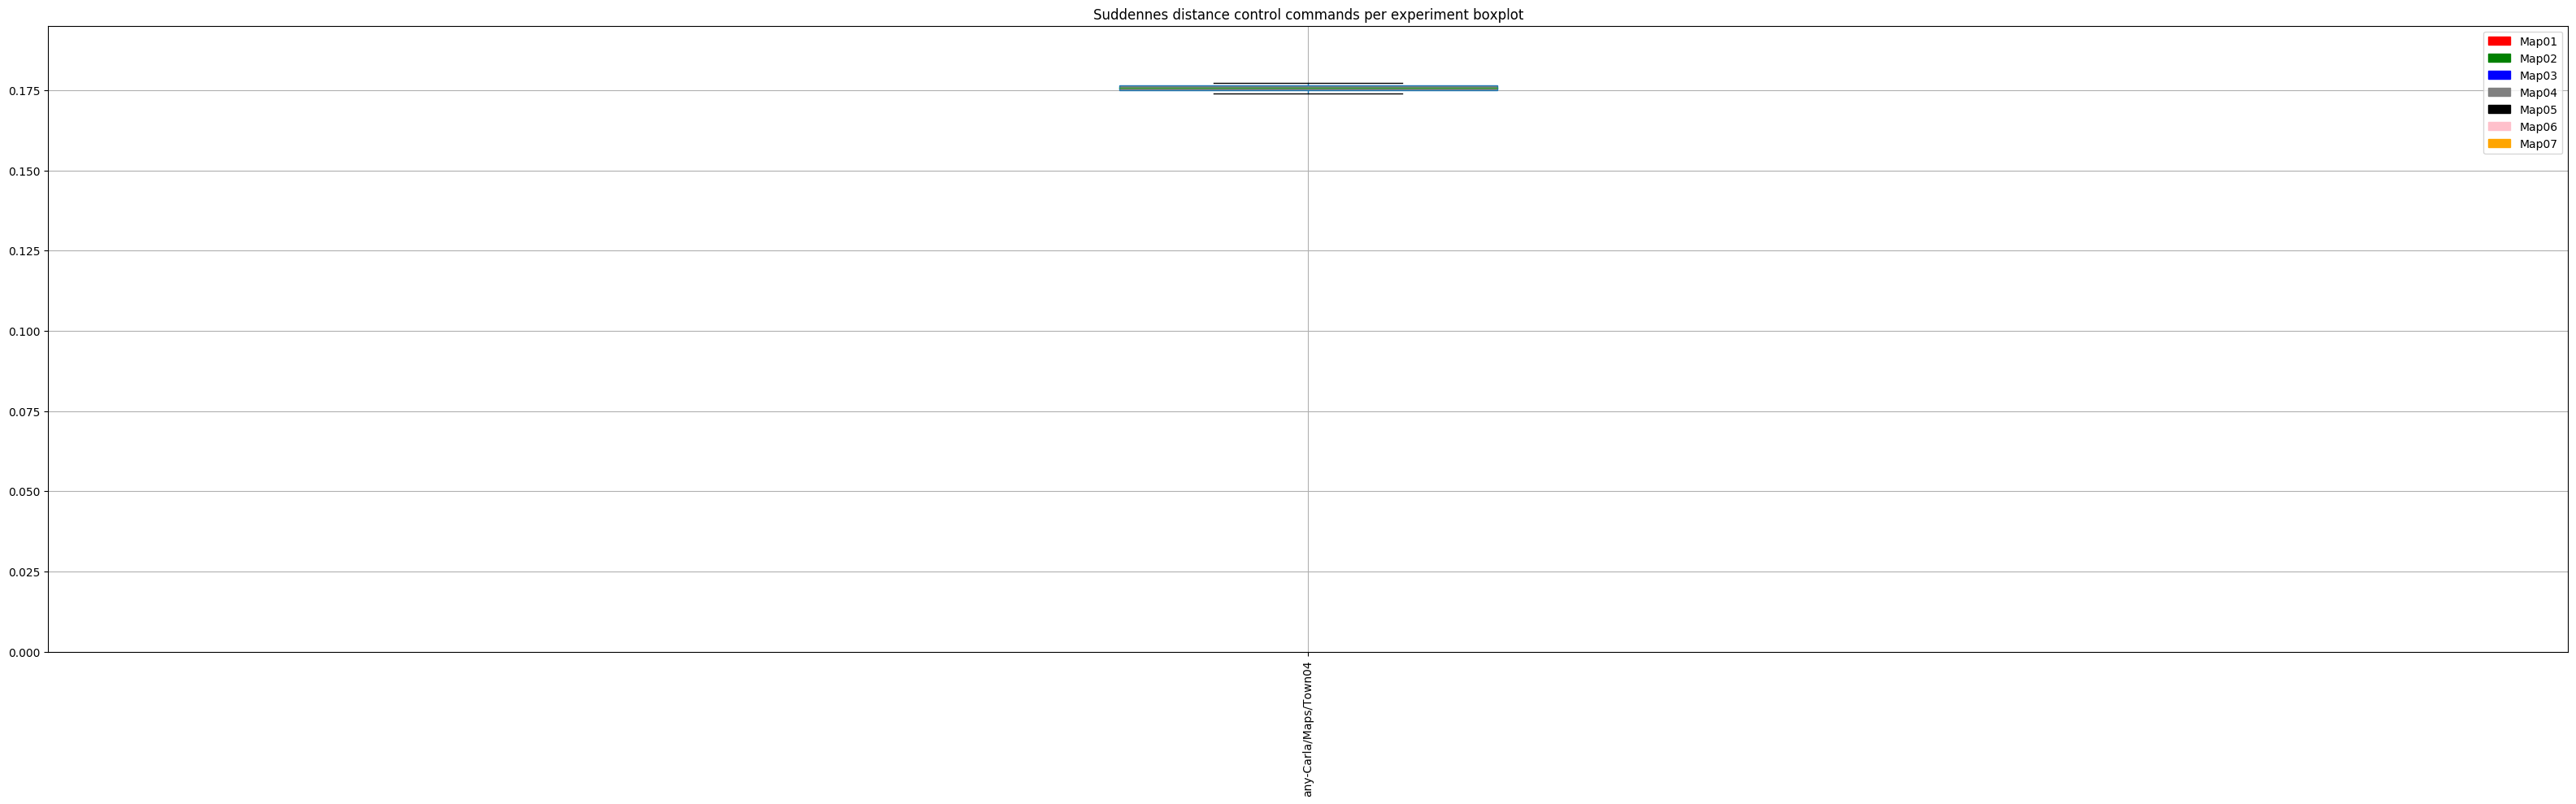 Suddennes distance control commands per experiment boxplot
Map01
Map02
Map03
Map04
Map05
Map06
Map07
0.175
0.150
0.125
0.100
0.075
0.050
0.025
0.000
any-Carla/Maps/Town04